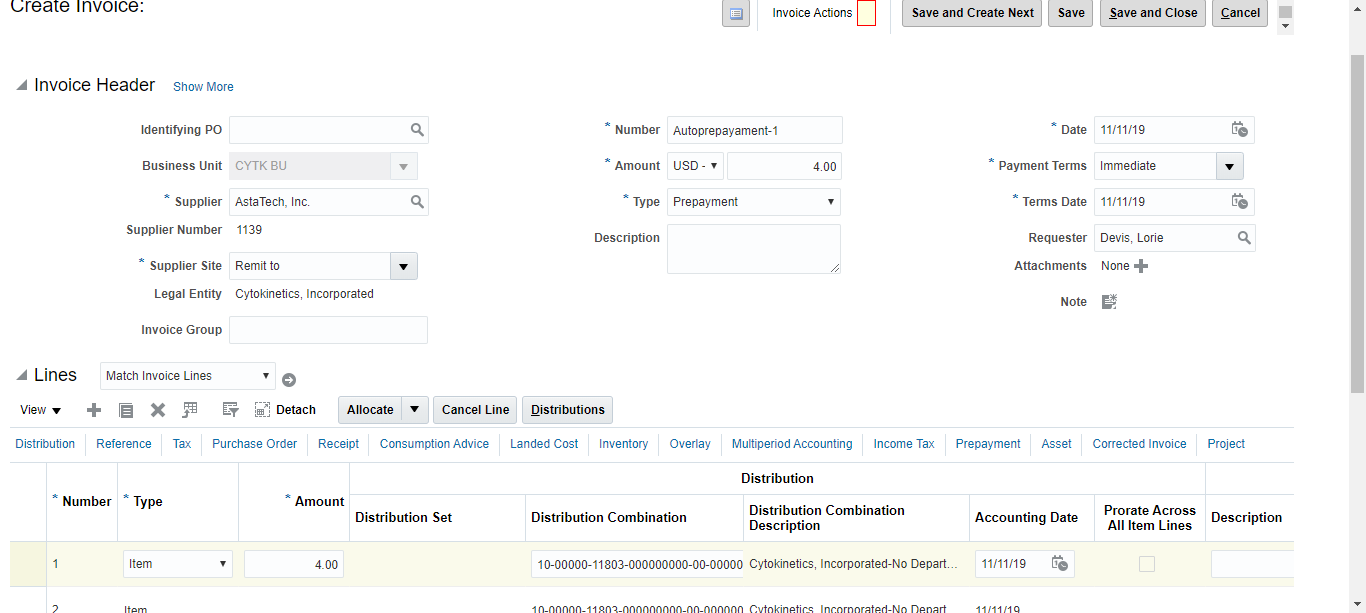 Create Invoice:
Invoice Actions
Save and Create Next
Save
Save and Close
Cancel
Invoice Header
Show More
Identifying PO
Business Unit CYTK BU
* Supplier AstaTech, Inc.
Supplier Number 1139
* Supplier Site Remit to
Legal Entity Cytokinetics, Incorporated
Invoice Group
* Number Autoprepayament-1
* Amount USD - 4.00
* Type Prepayment
Description
* Date 11/11/19
* Payment Terms Immediate
* Terms Date 11/11/19
Requester Devis, Lorie
Attachments None
Note
Lines Match Invoice Lines
View Detach Allocate Cancel Line Distributions
Distribution Reference Tax Purchase Order Receipt Consumption Advice Landed Cost Inventory Overlay Multiperiod Accounting Income Tax Prepayment Asset Corrected Invoice Project
Distribution
* Number * Type * Amount Distribution Set Distribution Combination Distribution Combination Description Accounting Date Prorate Across All Item Lines Description
1 Item 4.00 10-00000-11803-000000000-00-00000 Cytokinetics, Incorporated-No Depart... 11/11/19
2 Item 10-00000-11803-000000000-00-000000 Cytokinetics, Incorporated-No Depart... 11/11/19